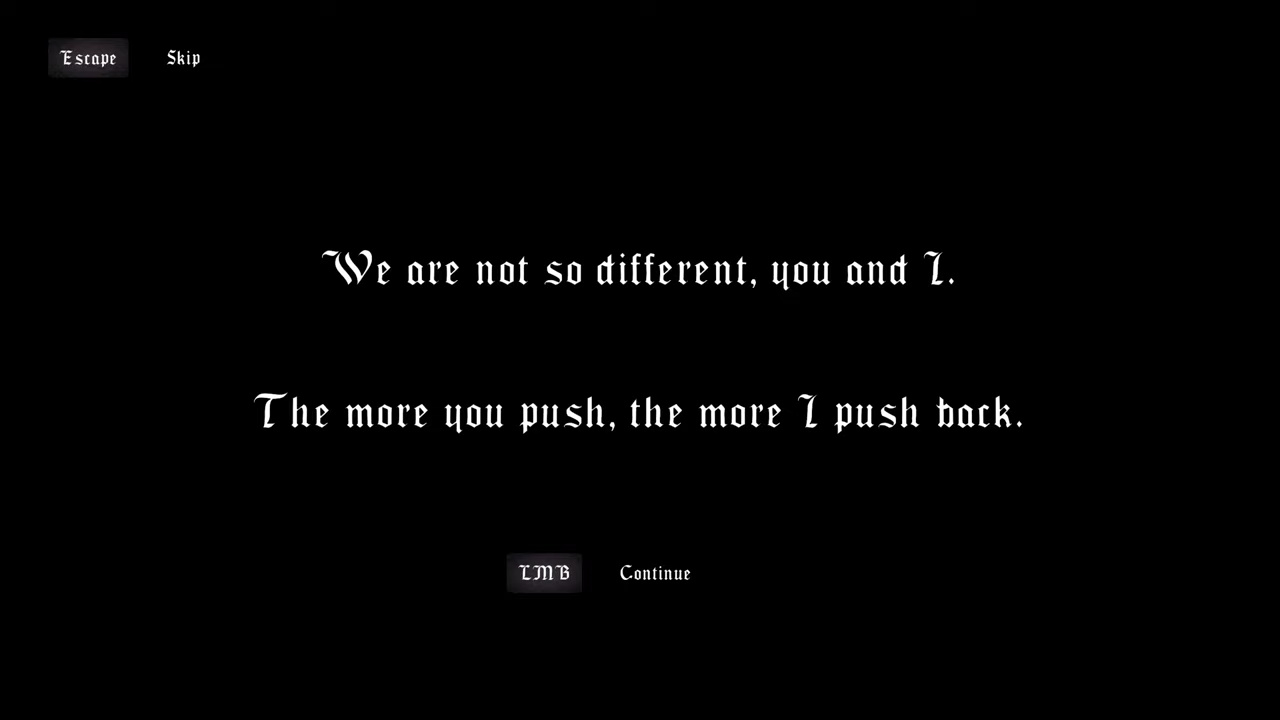 Escape Skip
We are not so different, you and I.
The more you push, the more I push back.
LMB Continue